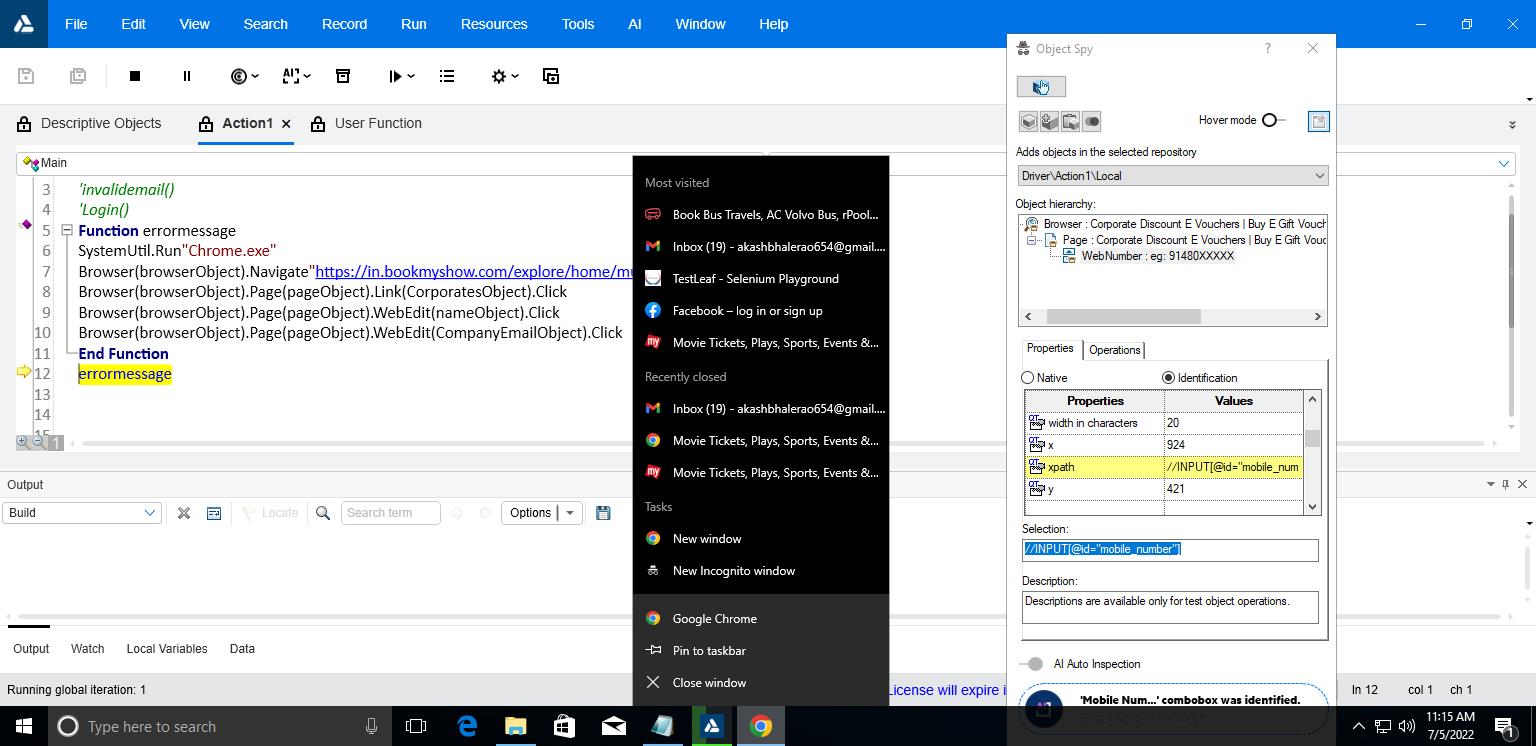 File Edit View Search Record Run Resources Tools AI Window Help
Descriptive Objects Action1 User Function
Main
3 'invalidemail()
4 'Login()
5 Function errormessage
6 SystemUtil.Run"Chrome.exe"
7 Browser(browserObject).Navigate"https://in.bookmyshow.com/explore/home/mu
8 Browser(browserObject).Page(pageObject).Link(CorporatesObject).Click
9 Browser(browserObject).Page(pageObject).WebEdit(nameObject).Click
10 Browser(browserObject).Page(pageObject).WebEdit(CompanyEmailObject).Click
11 End Function
12 errormessage
13
14
15
1
Output
Build Locate Search term Options
Output Watch Local Variables Data
Running global iteration: 1
License will expire i
ln 12 col 1 ch 1
Most visited
Book Bus Travels, AC Volvo Bus, rPool...
Inbox (19) - akashbhalerao654@gmail....
TestLeaf - Selenium Playground
Facebook – log in or sign up
Movie Tickets, Plays, Sports, Events &...
Recently closed
Inbox (19) - akashbhalerao654@gmail....
Movie Tickets, Plays, Sports, Events &...
Movie Tickets, Plays, Sports, Events &...
Tasks
New window
New Incognito window
Google Chrome
Pin to taskbar
Close window
Object Spy ?
Hover mode
Adds objects in the selected repository
Driver\Action1\Local
Object hierarchy:
Browser : Corporate Discount E Vouchers | Buy E Gift Vouch
Page : Corporate Discount E Vouchers | Buy E Gift Vouc
WebNumber : eg: 91480XXXXX
Properties Operations
Native Identification
Properties Values
width in characters 20
x 924
xpath //INPUT[@id="mobile_num
y 421
Selection:
//INPUT[@id="mobile_number"]
Description:
Descriptions are available only for test object operations.
AI Auto Inspection
'Mobile Num...' combobox was identified.
Type here to search
11:15 AM
7/5/2022
1